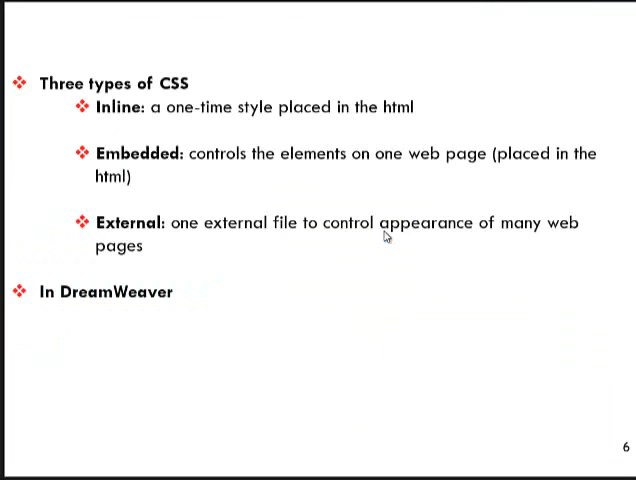 Three types of CSS
Inline: a one-time style placed in the html
Embedded: controls the elements on one web page (placed in the
html)
External: one external file to control appearance of many web
pages
In DreamWeaver
6